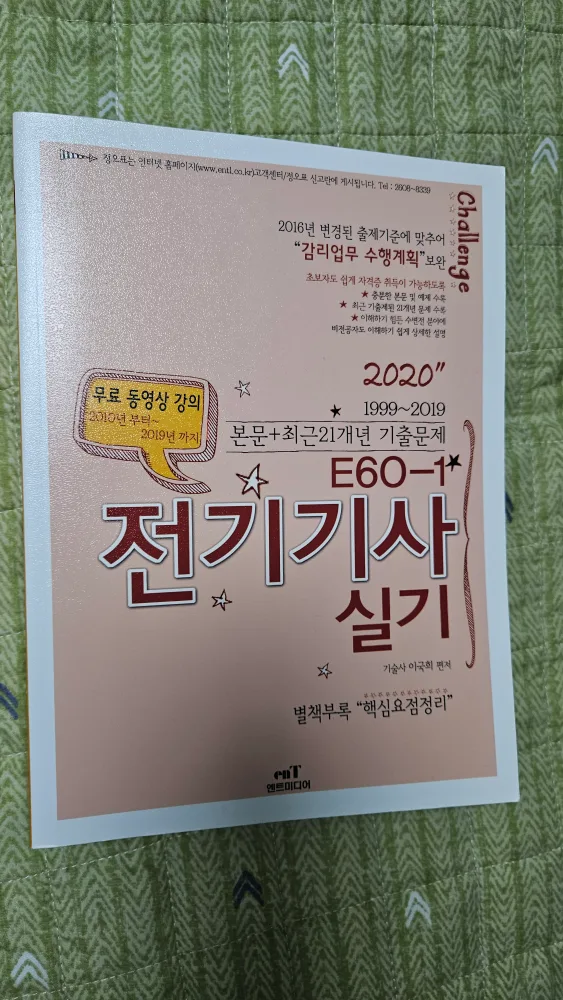 정오표는 인터넷 홈페이지(www.ent1.co.kr)고객센터/정오표 신고란에 게시됩니다. Tel : 2608-8339
Challenge
2016년 변경된 출제기준에 맞추어
“감리업무 수행계획”보완
초보자도 쉽게 자격증 취득이 가능하도록
★ 충분한 본문 및 예제 수록
★ 최근 기출제된 21개년 문제 수록
★ 이해하기 힘든 수변전 분야에
비전공자도 이해하기 쉽게 상세한 설명
2020"
무료 동영상 강의
2010년 부터~
2019년 까지
1999~2019
본문+최근21개년 기출문제
E60-1
전기기사
실기
기술사 이국희 편저
별책부록 “핵심요점정리”
enT
엔트미디어